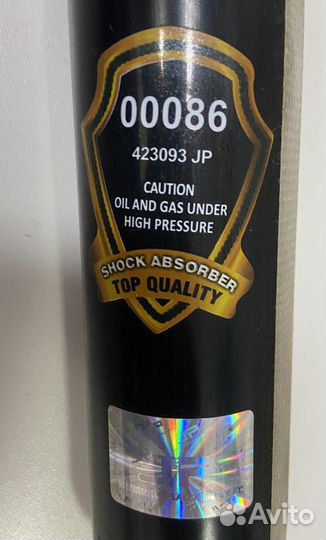 00086
423093 JP
CAUTION
OIL AND GAS UNDER
HIGH PRESSURE
SHOCK ABSORBER
TOP QUALITY
Avito